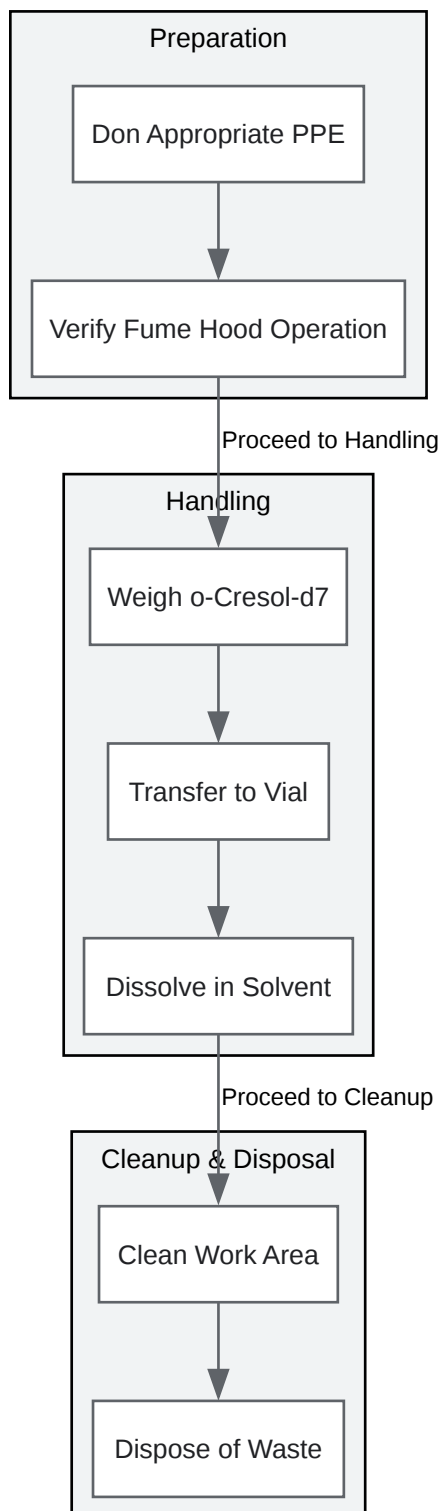 Preparation
Don Appropriate PPE
Verify Fume Hood Operation
Proceed to Handling
Handling
Weigh o-Cresol-d7
Transfer to Vial
Dissolve in Solvent
Proceed to Cleanup
Cleanup & Disposal
Clean Work Area
Dispose of Waste